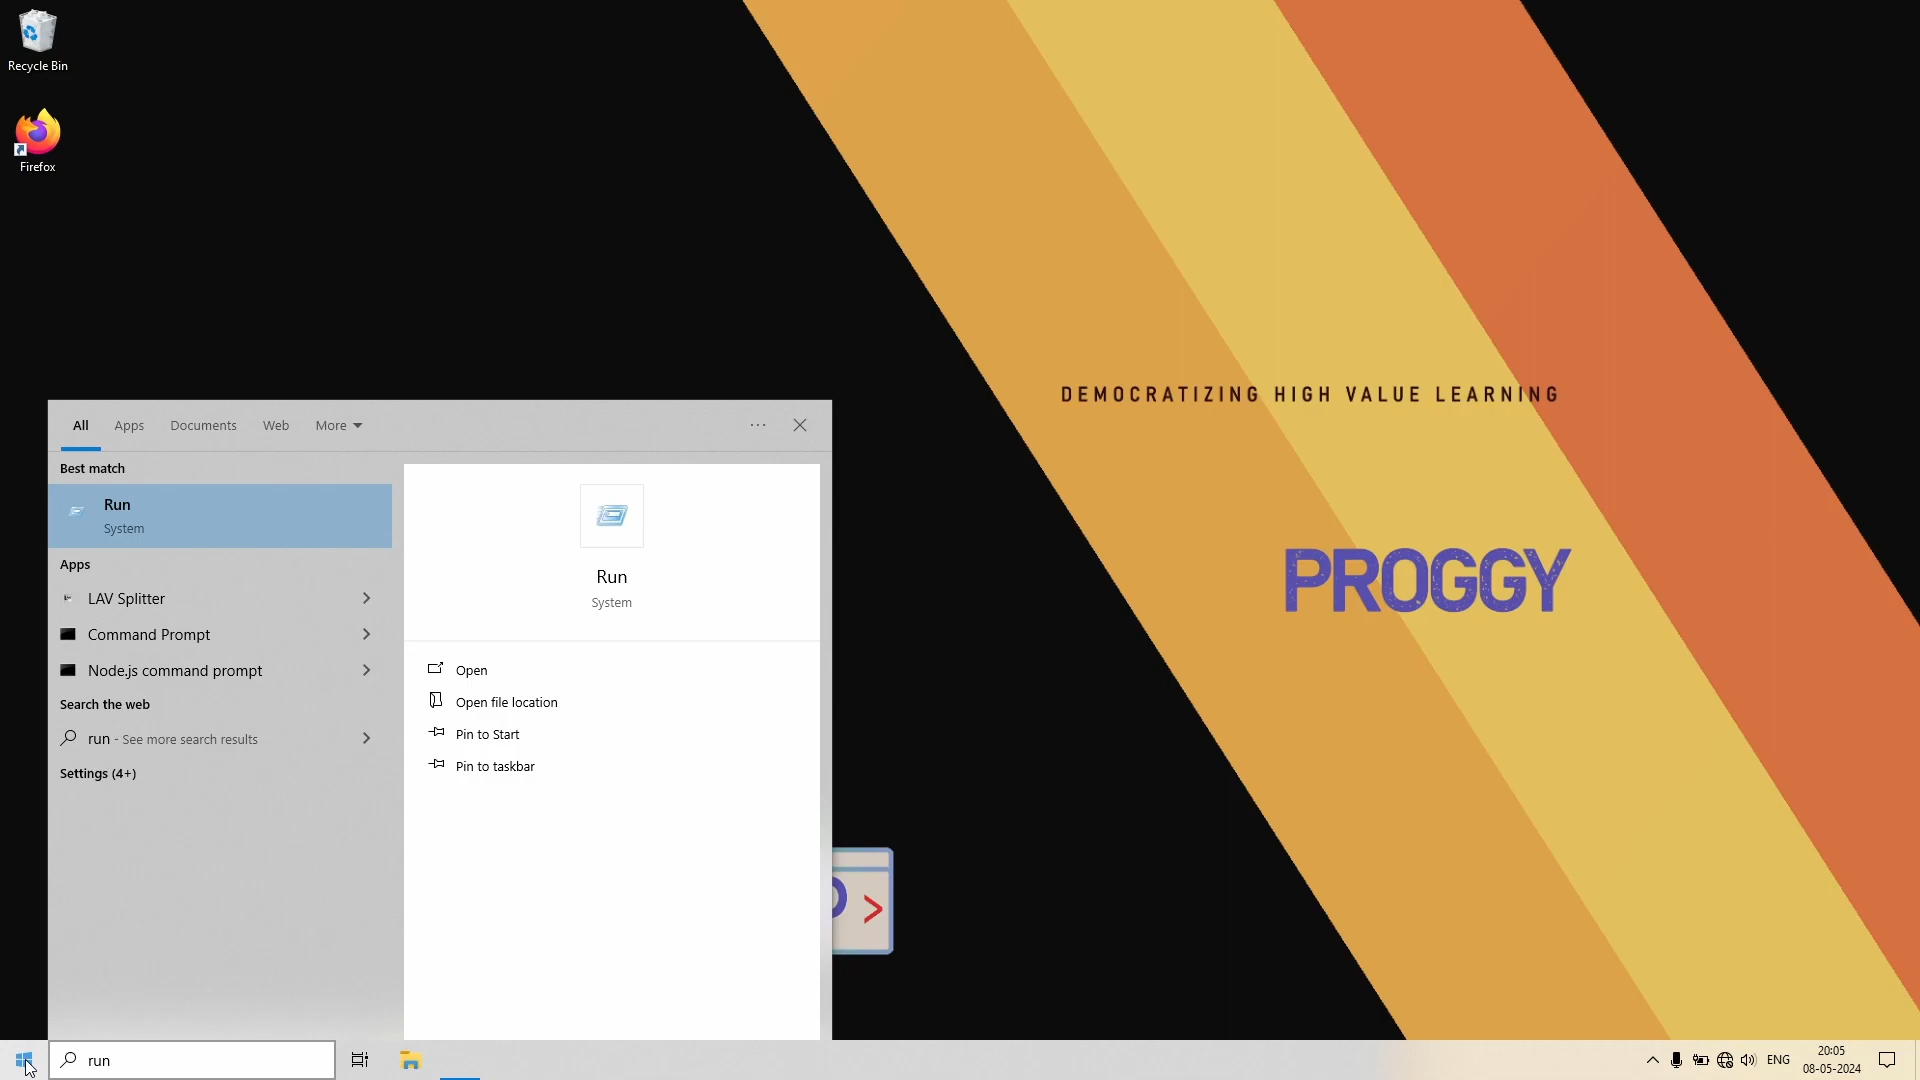 Recycle Bin
Firefox
DEMOCRATIZING HIGH VALUE LEARNING
PROGGY
All Apps Documents Web More
Best match
Run
System
Apps
LAV Splitter
Command Prompt
Node.js command prompt
Search the web
run - See more search results
Settings (4+)
Run
System
Open
Open file location
Pin to Start
Pin to taskbar
>
run
ENG
20:05
08-05-2024